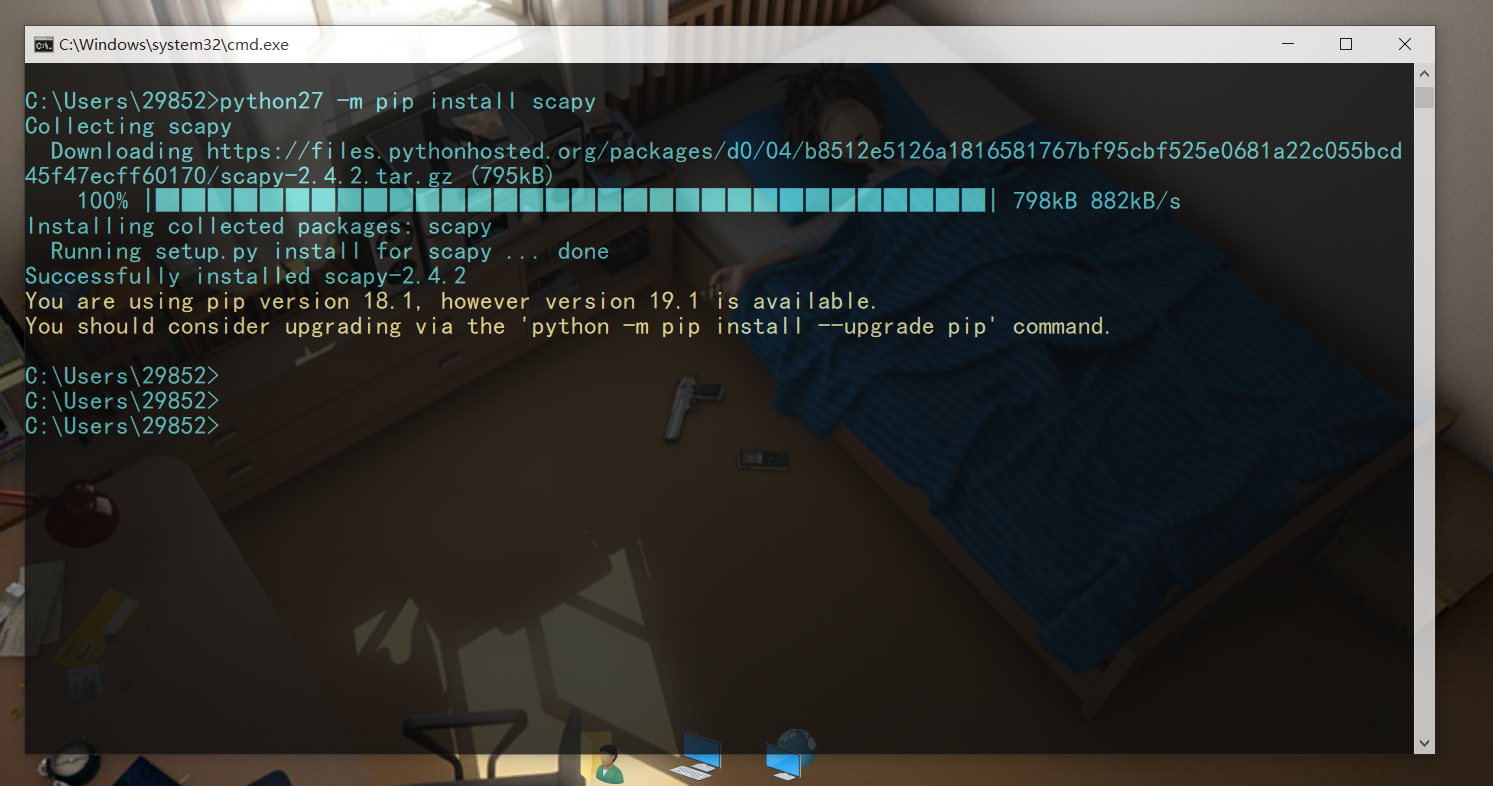 C:\Windows\system32\cmd.exe
C:\Users\29852>python27 -m pip install scapy
Collecting scapy
  Downloading https://files.pythonhosted.org/packages/d0/04/b8512e5126a1816581767bf95cbf525e0681a22c055bcd
45f47ecff60170/scapy-2.4.2.tar.gz (795kB)
    100% |████████████████████████████████| 798kB 882kB/s
Installing collected packages: scapy
  Running setup.py install for scapy ... done
Successfully installed scapy-2.4.2
You are using pip version 18.1, however version 19.1 is available.
You should consider upgrading via the 'python -m pip install --upgrade pip' command.
C:\Users\29852>
C:\Users\29852>
C:\Users\29852>